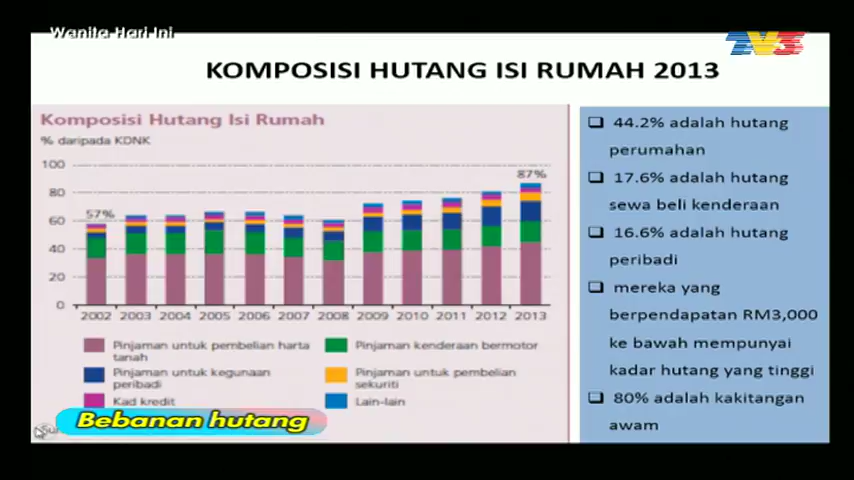 Wanita Hari Ini
TV3
KOMPOSISI HUTANG ISI RUMAH 2013
Komposisi Hutang Isi Rumah
% daripada KDNK
100
80
60
40
20
0
57%
87%
2002 2003 2004 2005 2006 2007 2008 2009 2010 2011 2012 2013
Pinjaman untuk pembelian harta
tanah
Pinjaman kenderaan bermotor
Pinjaman untuk kegunaan
peribadi
Pinjaman untuk pembelian
sekuriti
Kad kredit
Lain-lain
44.2% adalah hutang
perumahan
17.6% adalah hutang
sewa beli kenderaan
16.6% adalah hutang
peribadi
mereka yang
berpendapatan RM3,000
ke bawah mempunyai
kadar hutang yang tinggi
80% adalah kakitangan
awam
Bebanan hutang